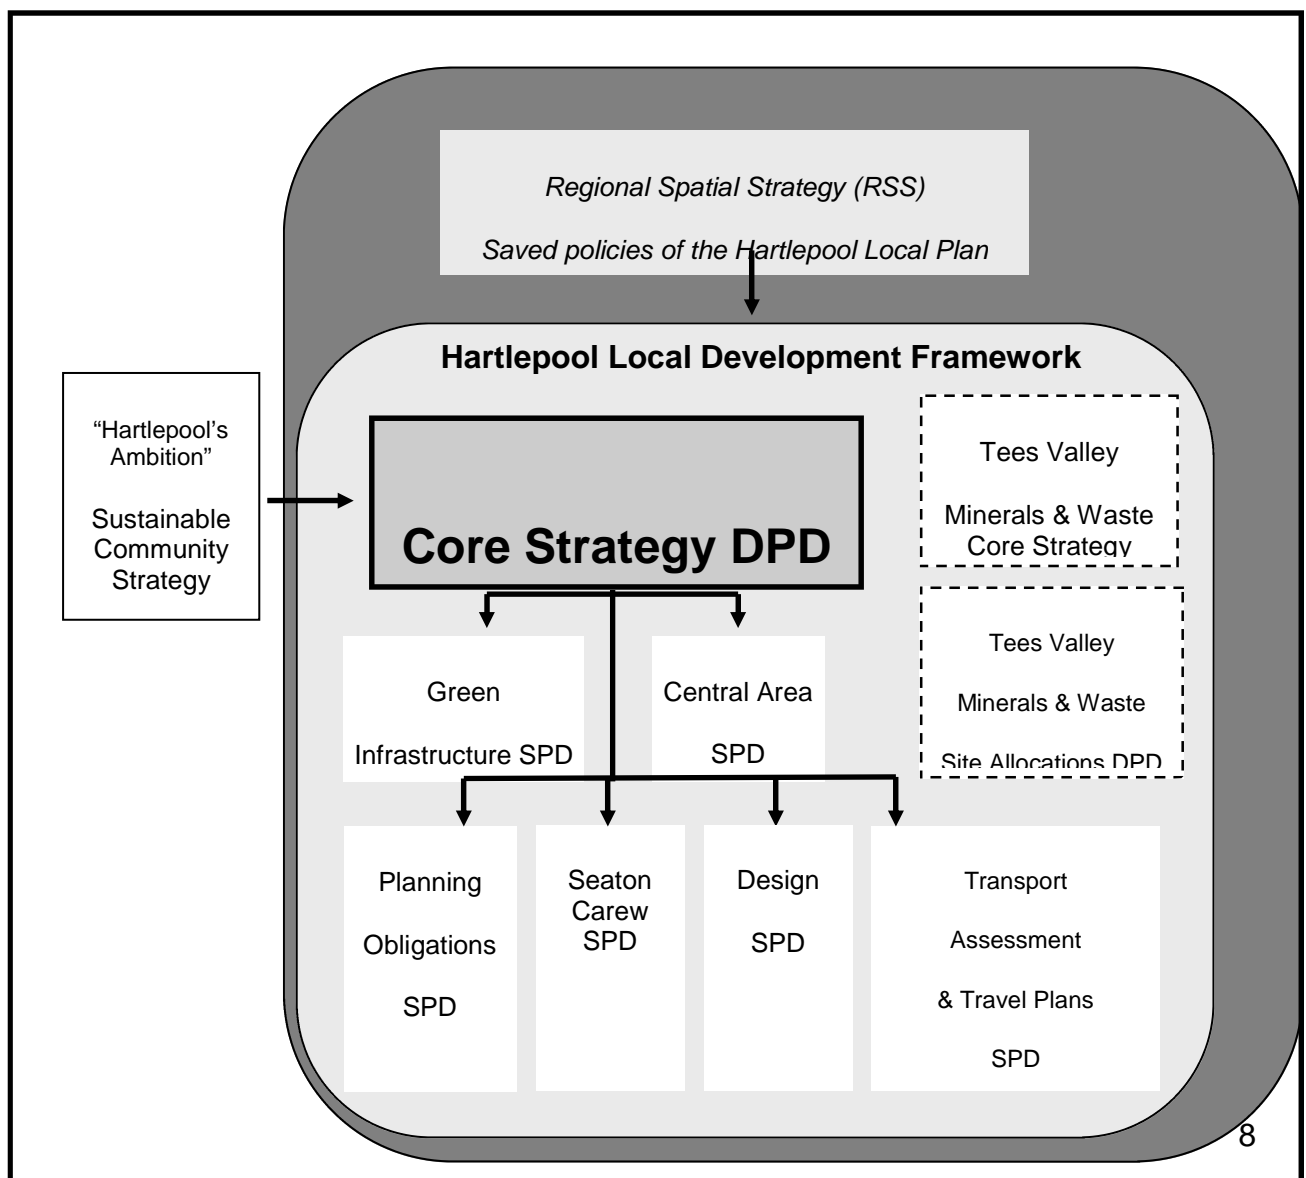 Regional Spatial Strategy (RSS)
Saved policies of the Hartlepool Local Plan
Hartlepool Local Development Framework
“Hartlepool’s
Ambition”
Sustainable
Community
Strategy
Core Strategy DPD
Tees Valley
Minerals & Waste
Core Strategy
Tees Valley
Minerals & Waste
Site Allocations DPD
Green
Infrastructure SPD
Central Area
SPD
Planning
Obligations
SPD
Seaton
Carew
SPD
Design
SPD
Transport
Assessment
& Travel Plans
SPD
8